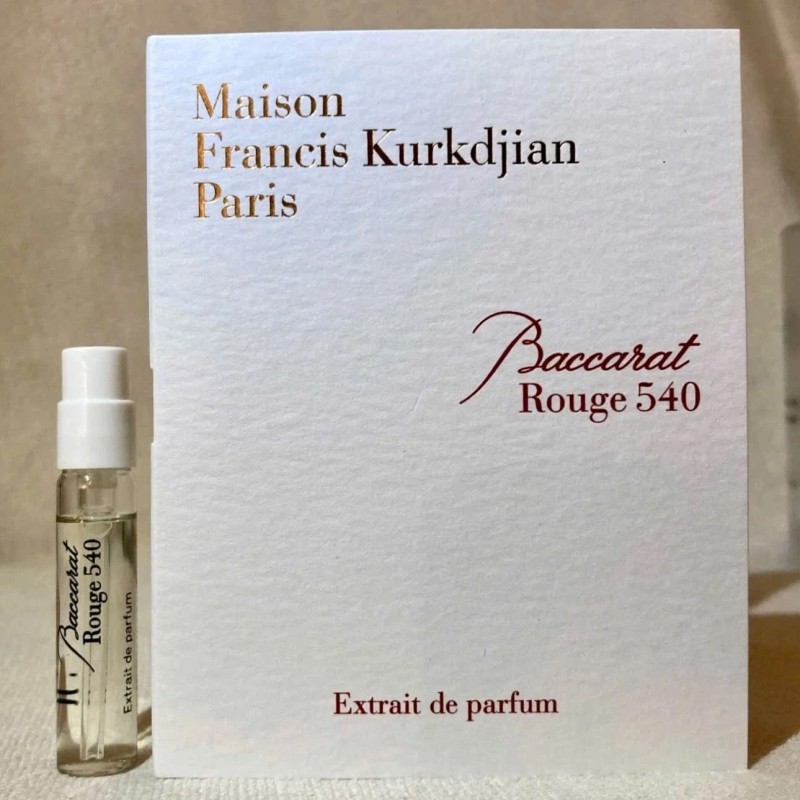 Maison
Francis Kurkdjian
Paris
Baccarat
Rouge 540
Extrait de parfum
Baccarat
Rouge 540
Extrait de parfum